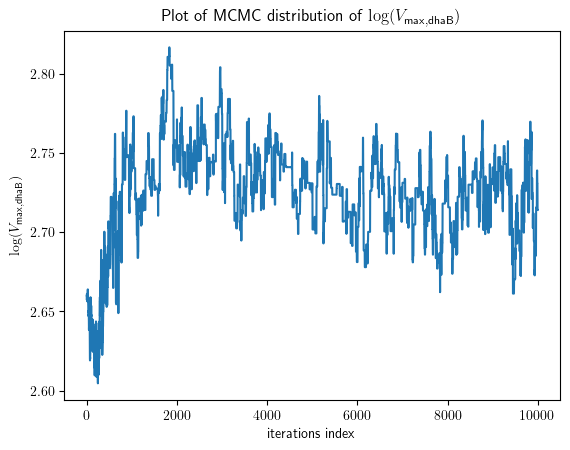 Plot of MCMC distribution of log(V_max,dhaB)
log(V_max,dhaB)
2.80
2.75
2.70
2.65
2.60
0 2000 4000 6000 8000 10000
iterations index